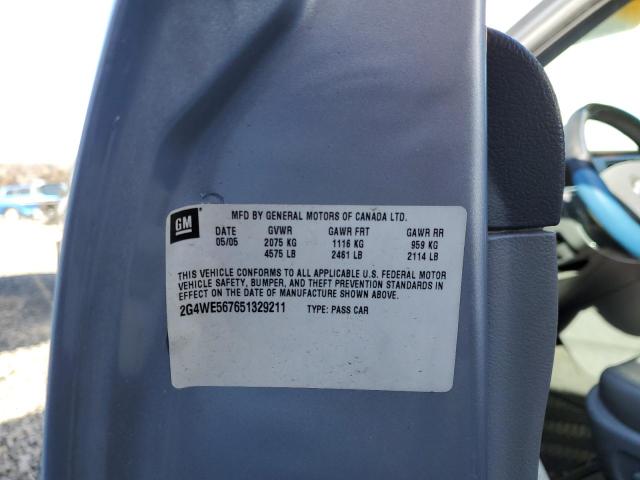 GM
MFD BY GENERAL MOTORS OF CANADA LTD.
DATE GVWR GAWR FRT GAWR RR
05/05 2075 KG 1116 KG 959 KG
4575 LB 2461 LB 2114 LB
THIS VEHICLE CONFORMS TO ALL APPLICABLE U.S. FEDERAL MOTOR
VEHICLE SAFETY, BUMPER, AND THEFT PREVENTION STANDARDS IN
EFFECT ON THE DATE OF MANUFACTURE SHOWN ABOVE.
2G4WE567651329211 TYPE: PASS CAR